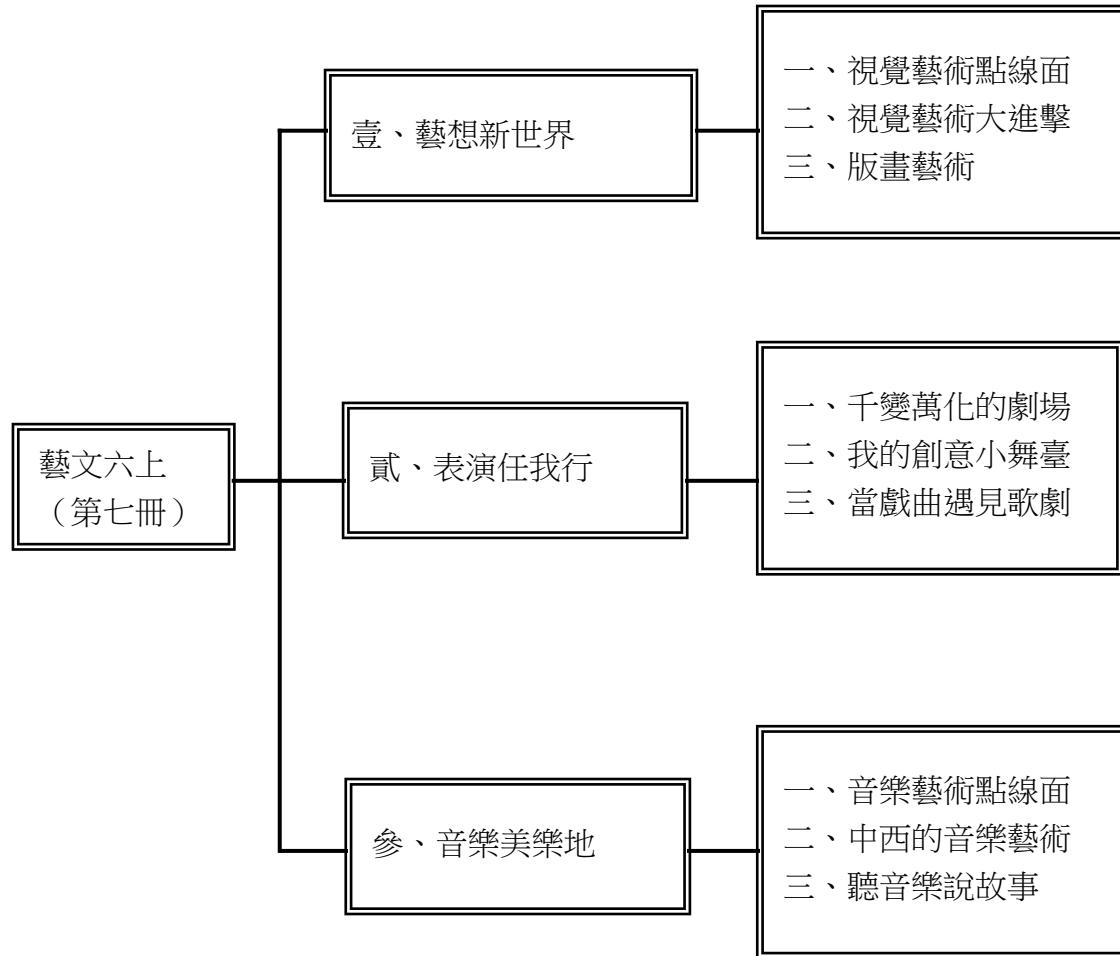 藝文六上
（第七冊）
壹、藝想新世界
一、視覺藝術點線面
二、視覺藝術大進擊
三、版畫藝術
貳、表演任我行
一、千變萬化的劇場
二、我的創意小舞臺
三、當戲曲遇見歌劇
參、音樂美樂地
一、音樂藝術點線面
二、中西的音樂藝術
三、聽音樂說故事